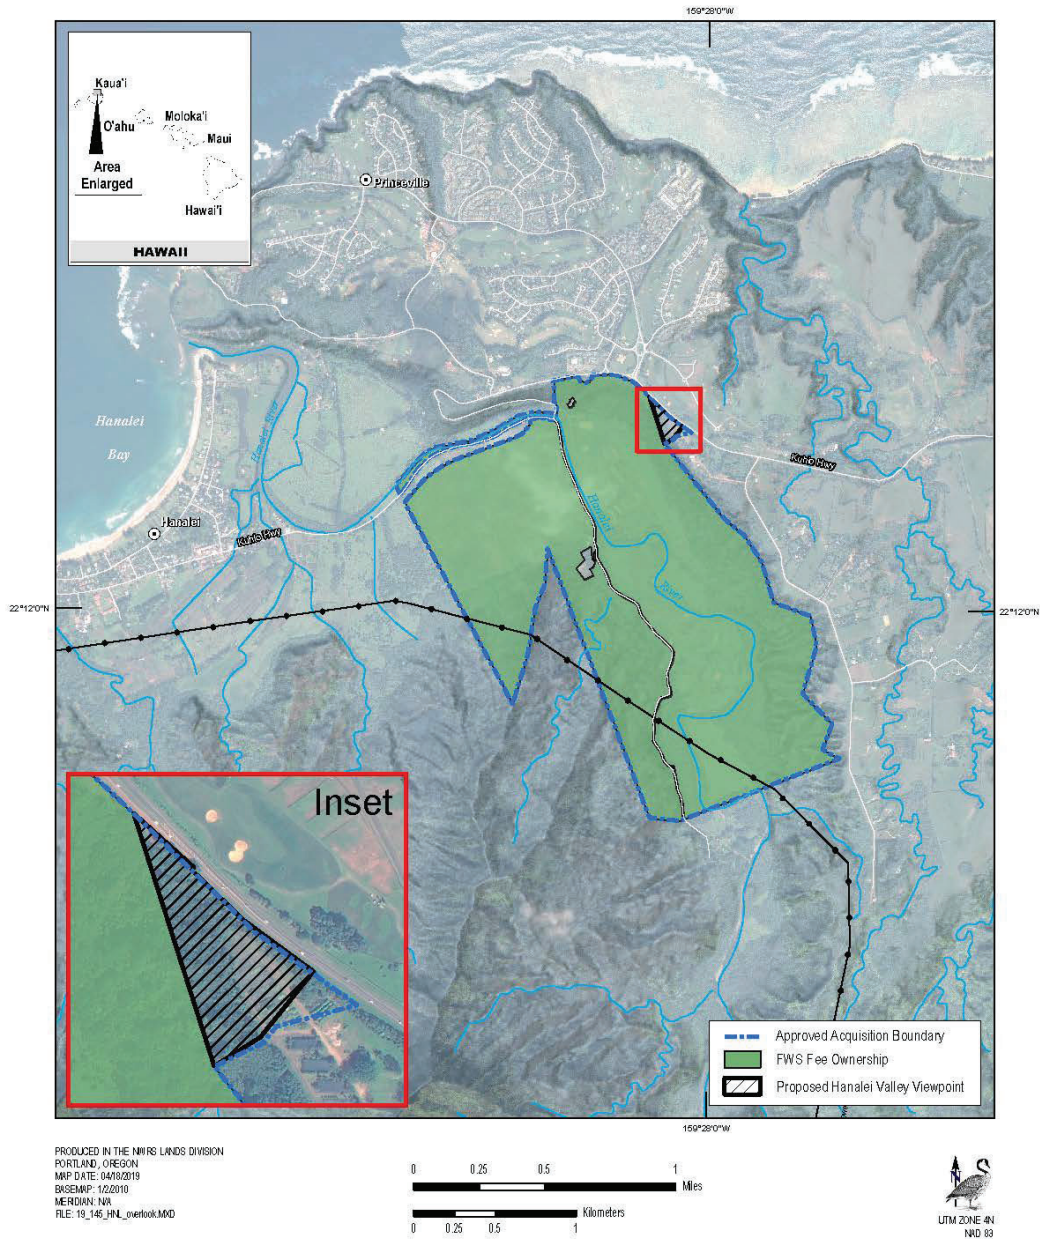 159°28'0"W
Kaua'i
O'ahu
Moloka'i
Maui
Area
Enlarged
Hawai'i
HAWAII
Princeville
Hanalei
Bay
Hanalei River
Kuhio Hwy
Hanalei
Kuhio Hwy
Hanalei
River
22°12'0"N
22°12'0"N
Inset
Approved Acquisition Boundary
FWS Fee Ownership
Proposed Hanalei Valley Viewpoint
159°28'0"W
PRODUCED IN THE NWRS LANDS DIVISION
PORTLAND, OREGON
MAP DATE: 04/18/2019
BASEMAP: 1/2/2010
MERIDIAN: N/A
FILE: 19_145_HNL_overlook.MXD
0 0.25 0.5 1
Miles
Kilometers
0 0.25 0.5 1
N
UTM ZONE 4N
NAD 83